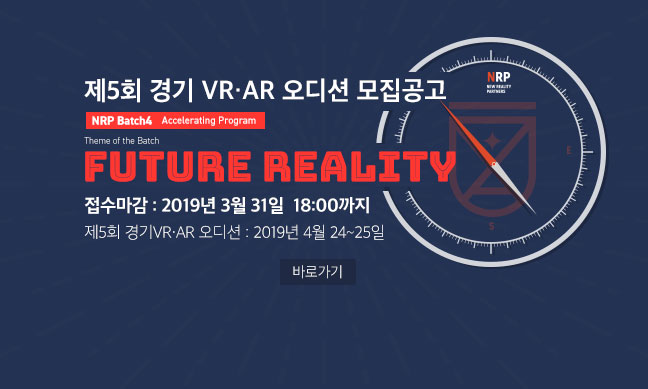 제5회 경기 VR·AR 오디션 모집공고
NRP Batch4 Accelerating Program
Theme of the Batch
FUTURE REALITY
접수마감 : 2019년 3월 31일 18:00까지
제5회 경기VR·AR 오디션 : 2019년 4월 24~25일
바로가기
NRP
NEW REALITY
PARTNERS
E
S